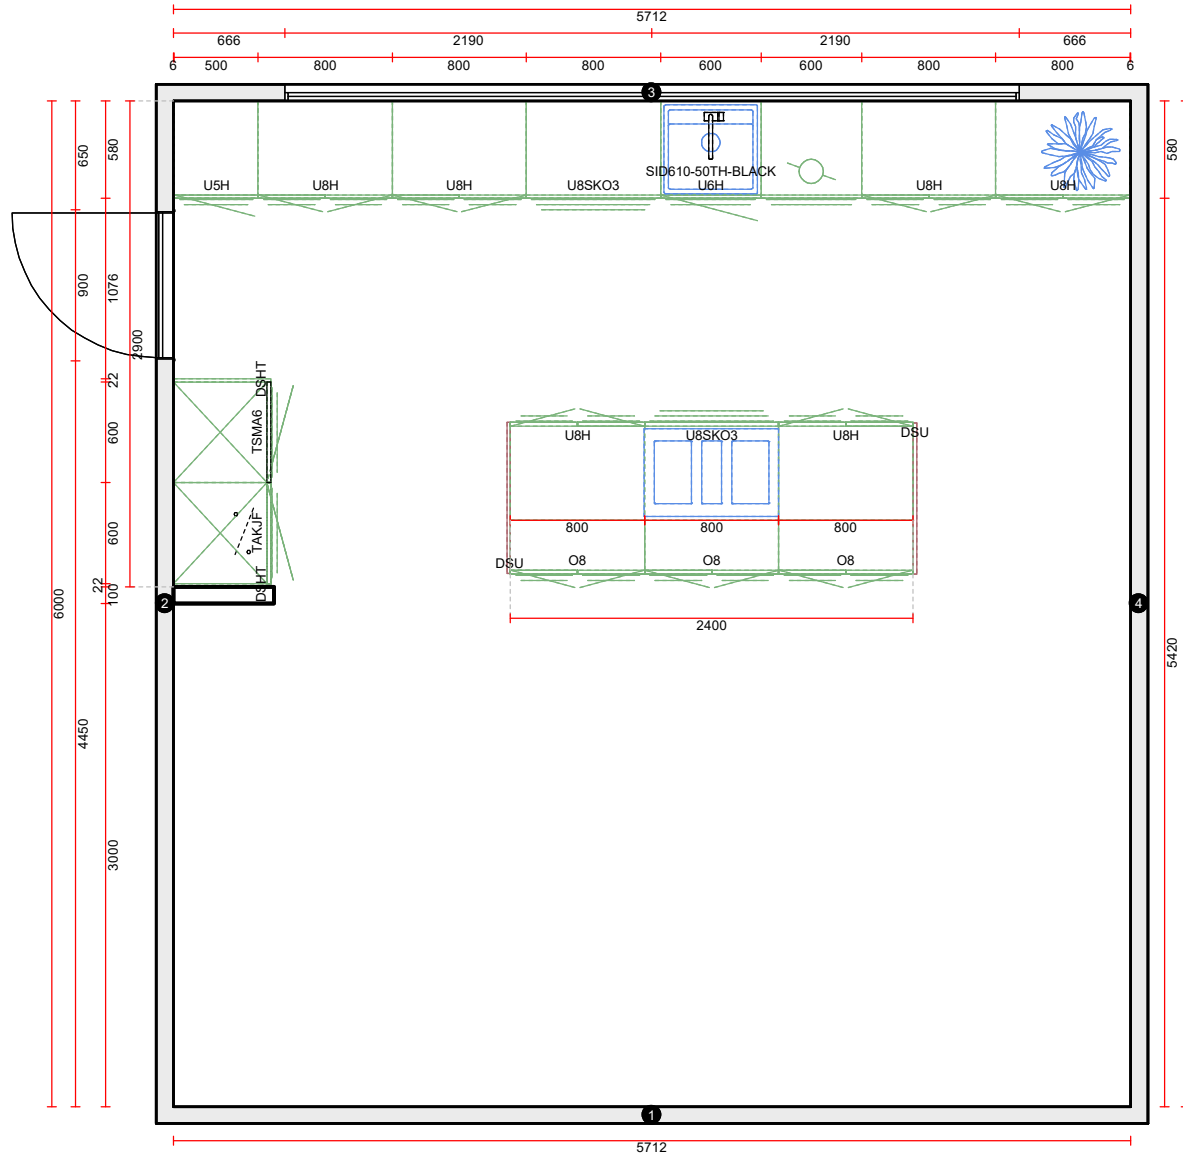 5712
666 2190 2190 666
6 500 800 800 800 600 600 800 800 6
3
650 580 580
SID610-50TH-BLACK
U5H U8H U8H U8SKO3 U6H U8H U8H
900 1076 2900
22 DSHT
600 TSMA6
U8H U8SKO3 U8H DSU
600 TAKJF
800 800 800
DSU O8 O8 O8
22 100 DSHT
6000 2 4
2400
5420
4450
3000
1
5712